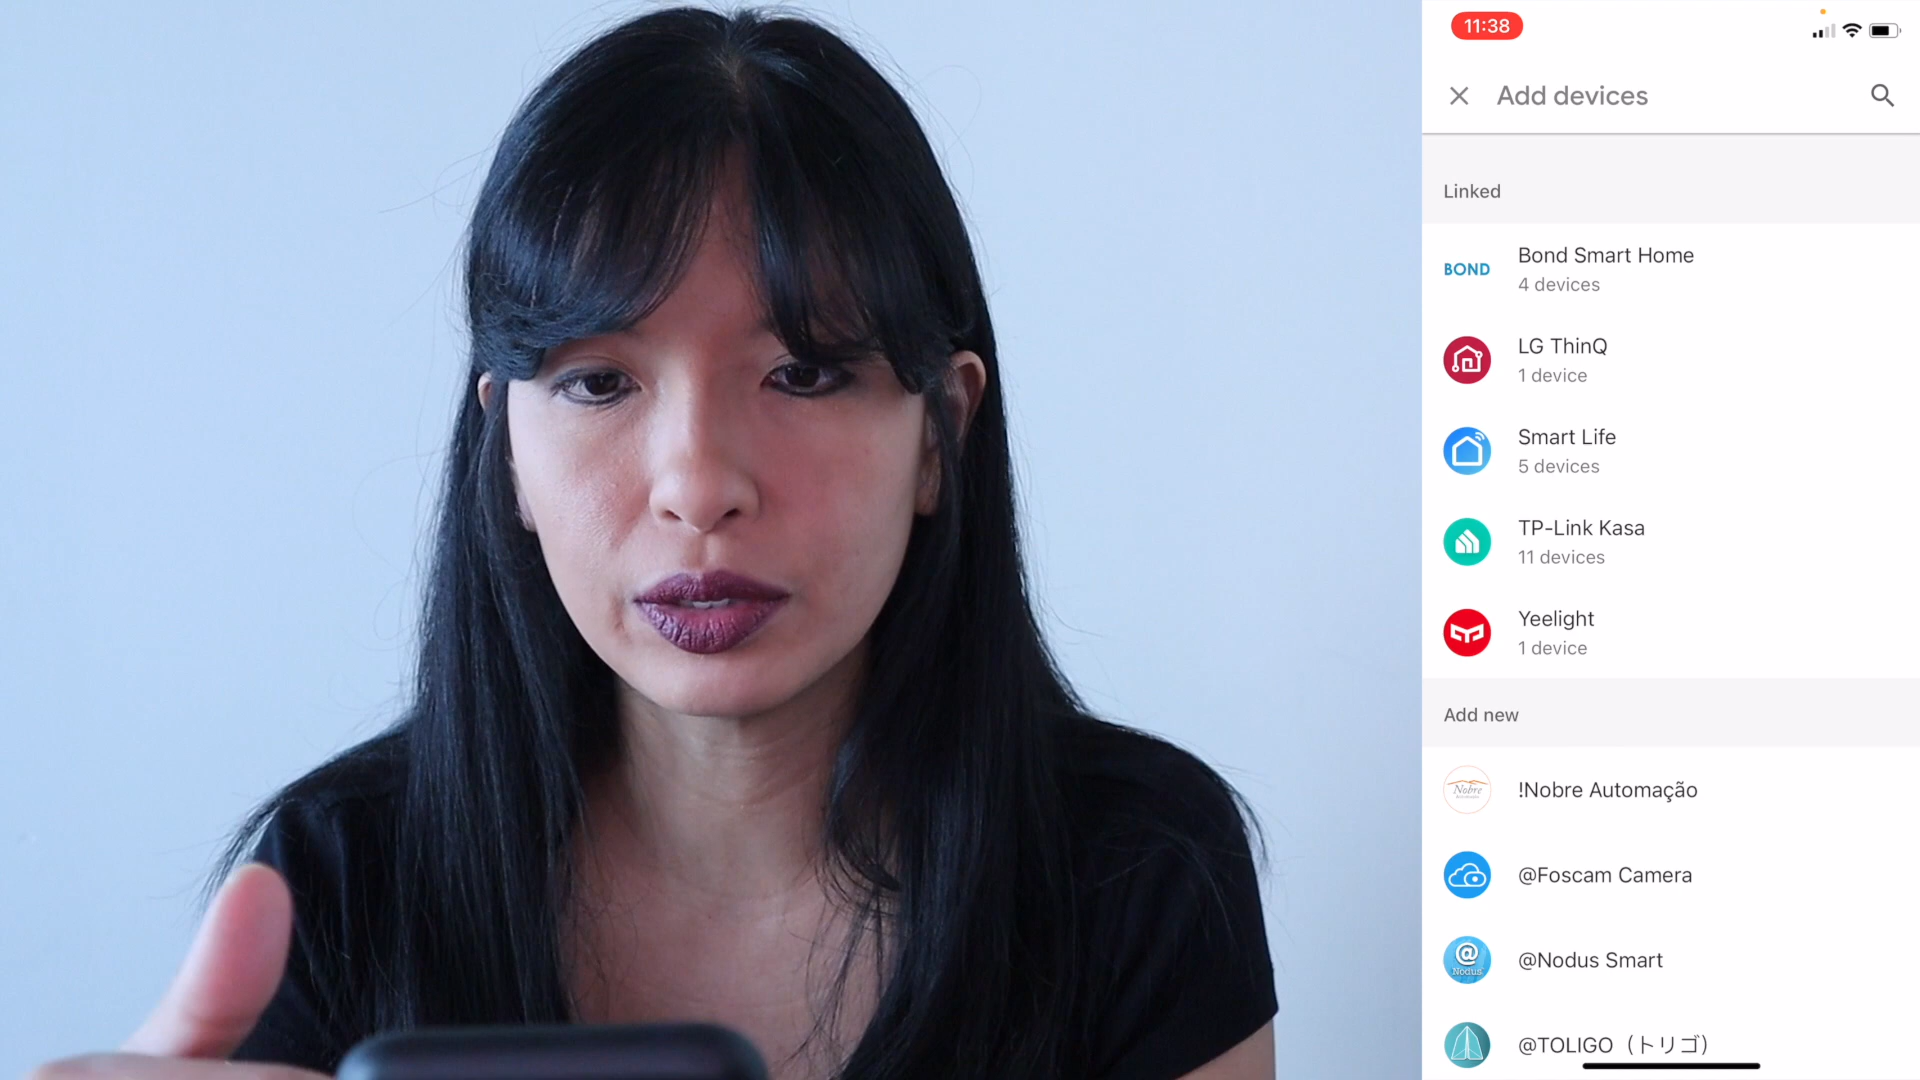 11:38
Add devices
Linked
BOND
Bond Smart Home
4 devices
LG ThinQ
1 device
Smart Life
5 devices
TP-Link Kasa
11 devices
Yeelight
1 device
Add new
Nobre
!Nobre Automação
@Foscam Camera
@
Nodus
@Nodus Smart
@TOLIGO（トリゴ）